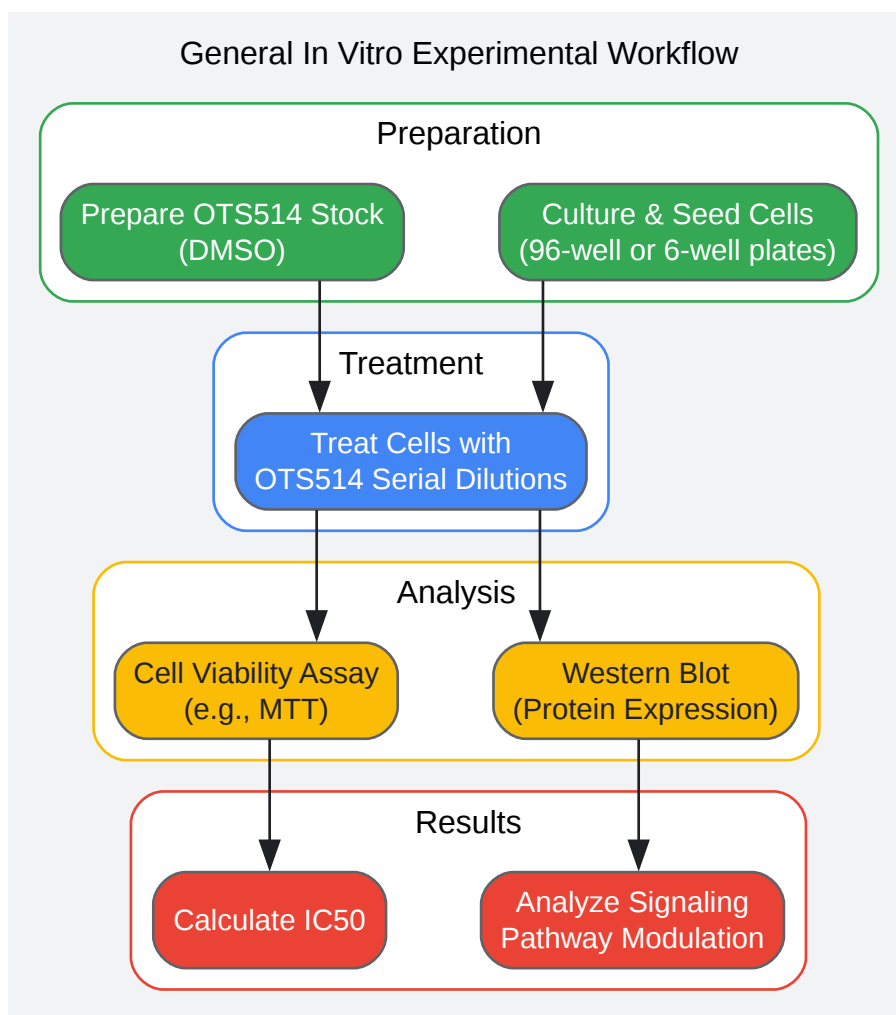 General In Vitro Experimental Workflow
Preparation
Prepare OTS514 Stock
(DMSO)
Culture & Seed Cells
(96-well or 6-well plates)
Treatment
Treat Cells with
OTS514 Serial Dilutions
Analysis
Cell Viability Assay
(e.g., MTT)
Western Blot
(Protein Expression)
Results
Calculate IC50
Analyze Signaling
Pathway Modulation